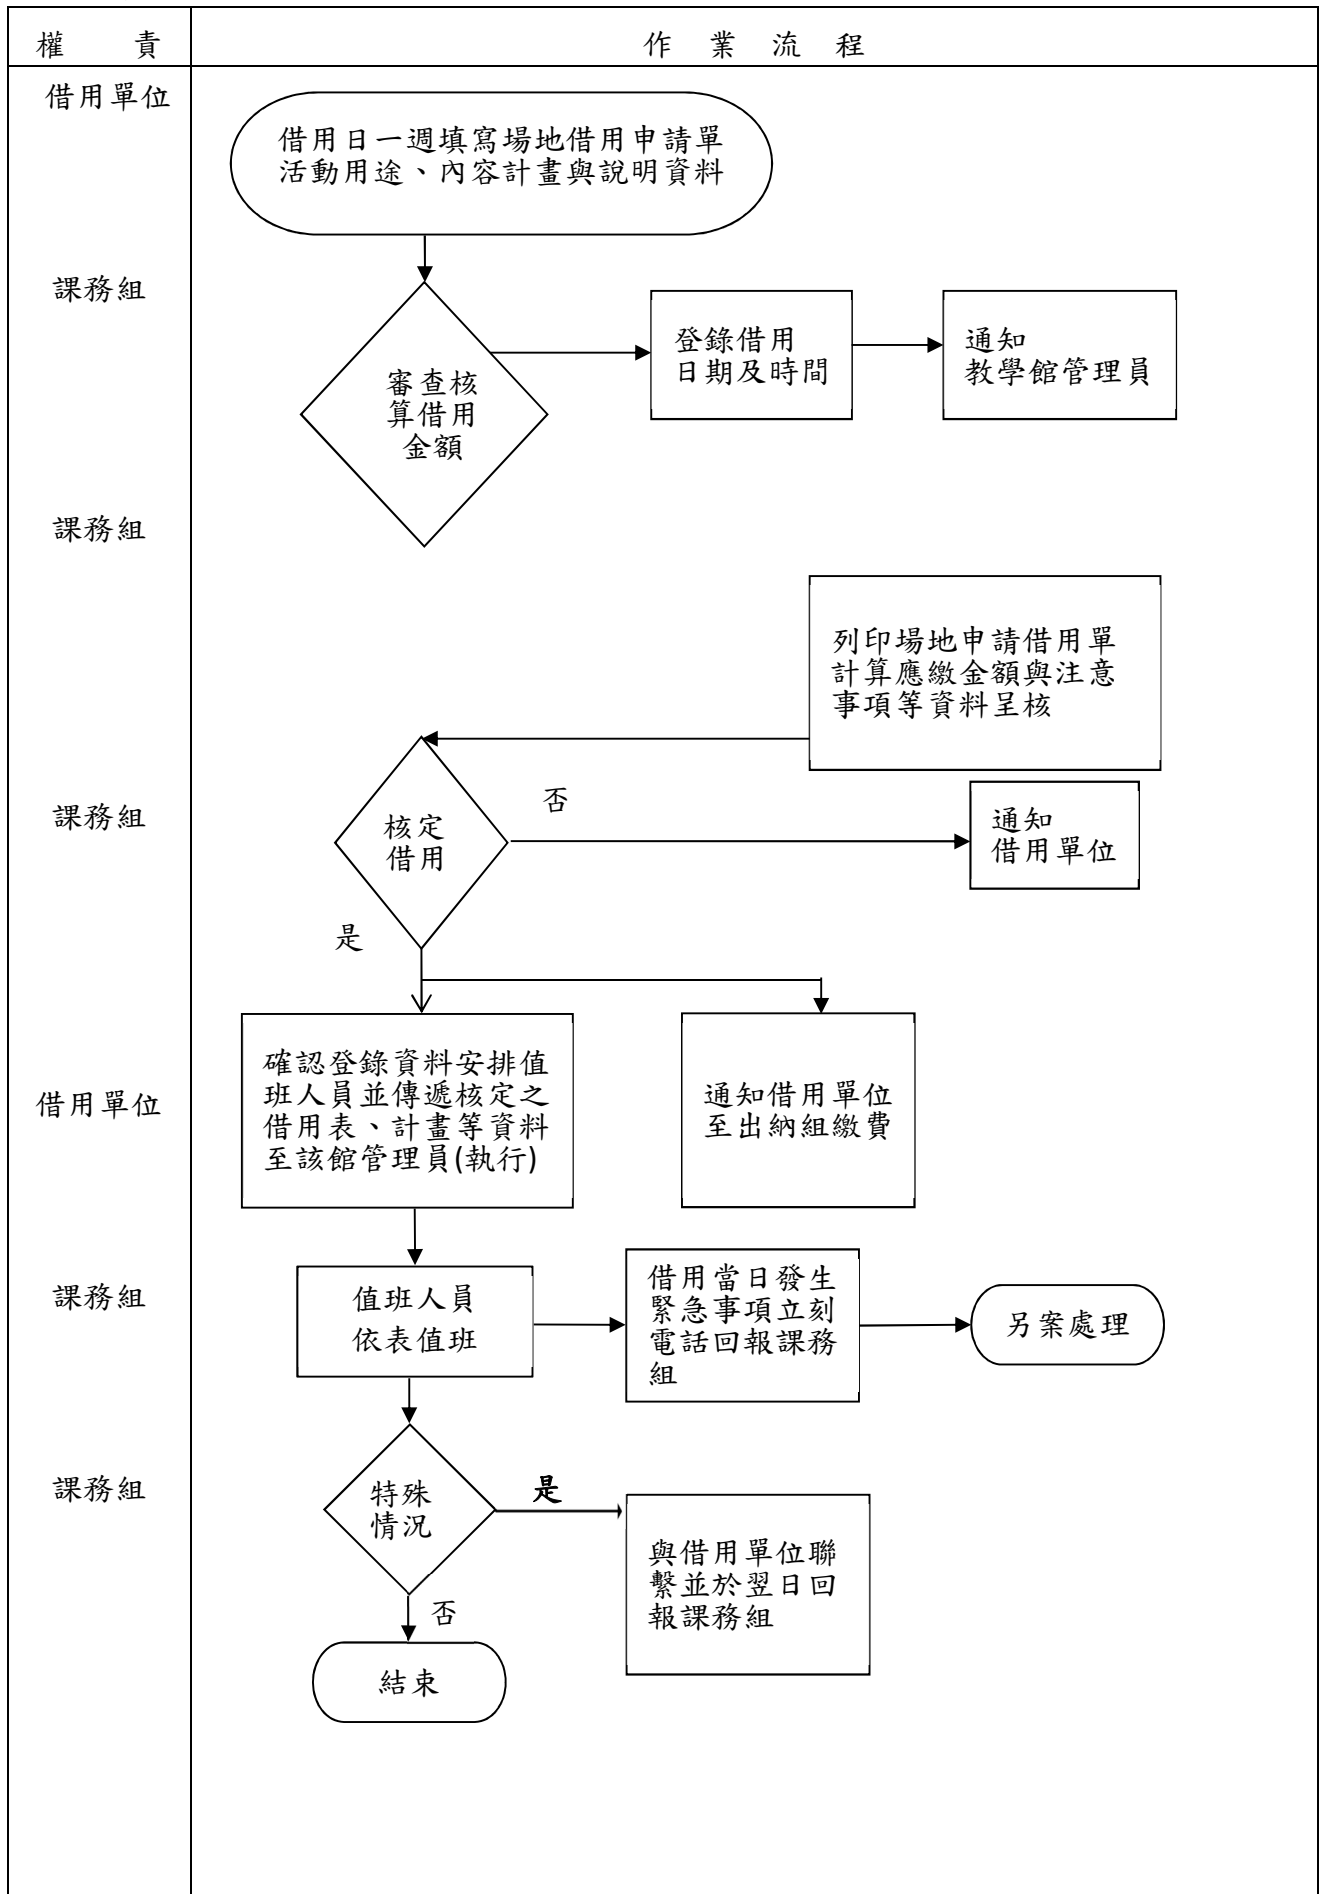 權 責
作 業 流 程
借用單位
借用日一週填寫場地借用申請單
活動用途、內容計畫與說明資料
課務組
審查核
算借用
金額
登錄借用
日期及時間
通知
教學館管理員
課務組
列印場地申請借用單
計算應繳金額與注意
事項等資料呈核
課務組
核定
借用
否
通知
借用單位
是
借用單位
確認登錄資料安排值
班人員並傳遞核定之
借用表、計畫等資料
至該館管理員(執行)
通知借用單位
至出納組繳費
課務組
值班人員
依表值班
借用當日發生
緊急事項立刻
電話回報課務
組
另案處理
課務組
特殊
情況
是
與借用單位聯
繫並於翌日回
報課務組
否
結束